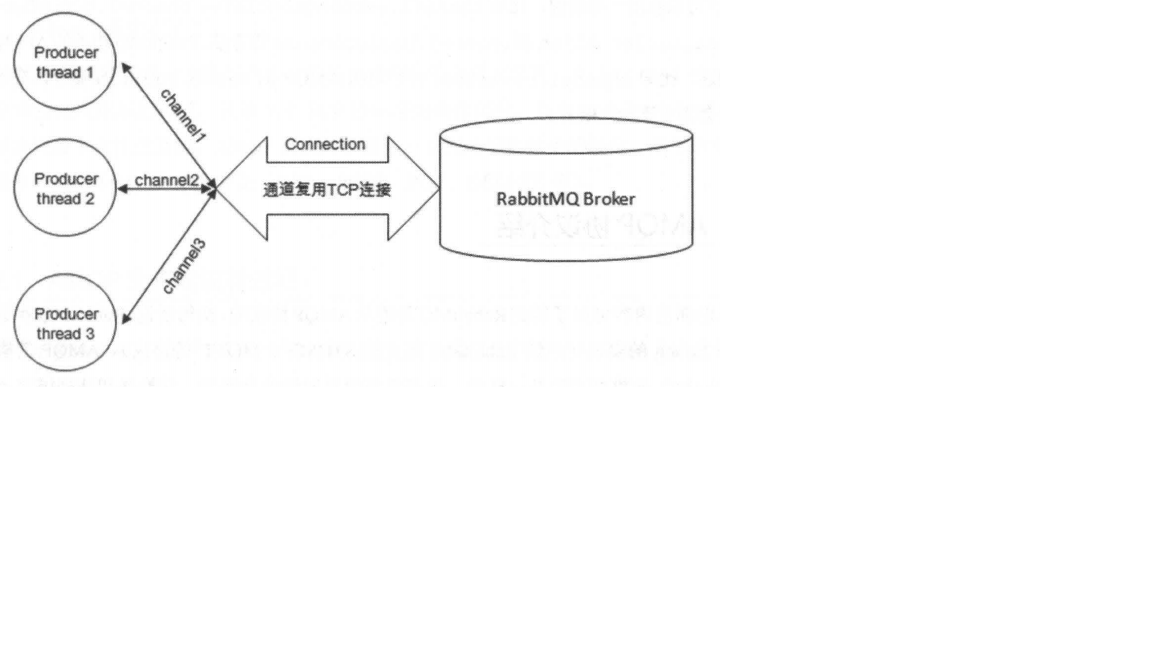 Producer
thread 1
channel1
Producer
thread 2
channel2
Producer
thread 3
channel3
Connection
通道复用TCP连接
RabbitMQ Broker